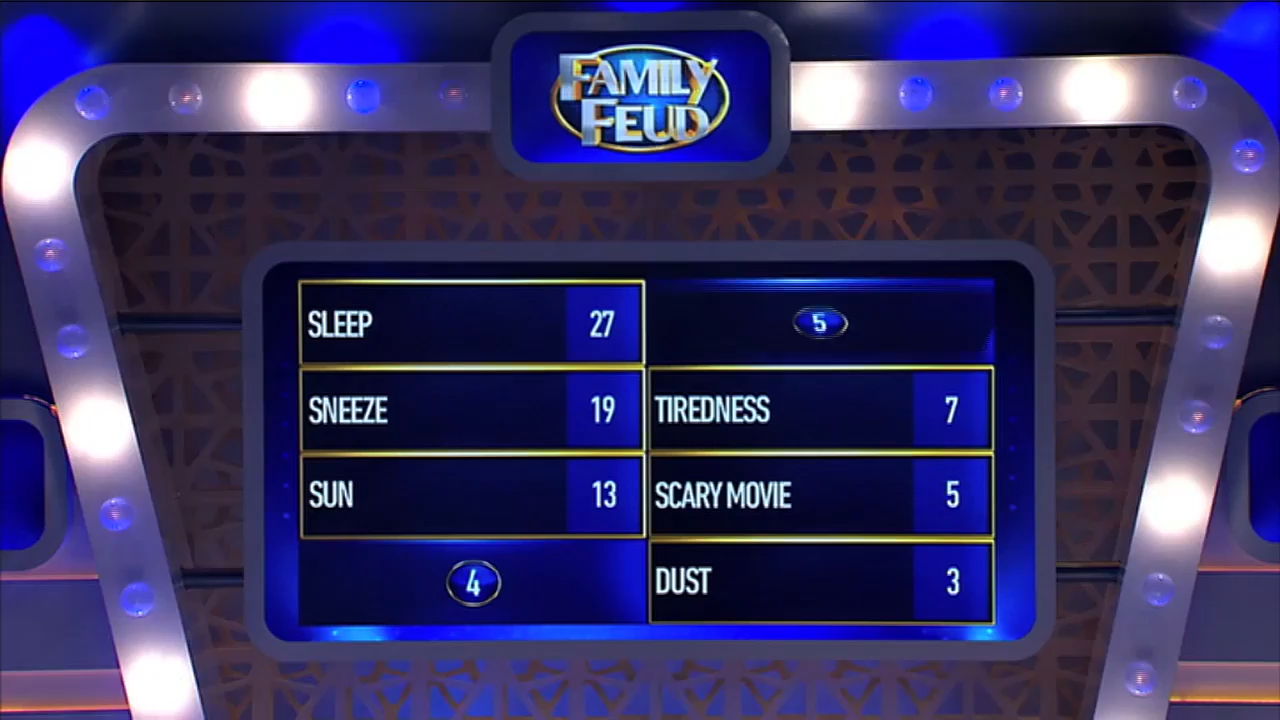 FAMILY
FEUD
SLEEP 27
SNEEZE 19
SUN 13
4
5
TIREDNESS 7
SCARY MOVIE 5
DUST 3